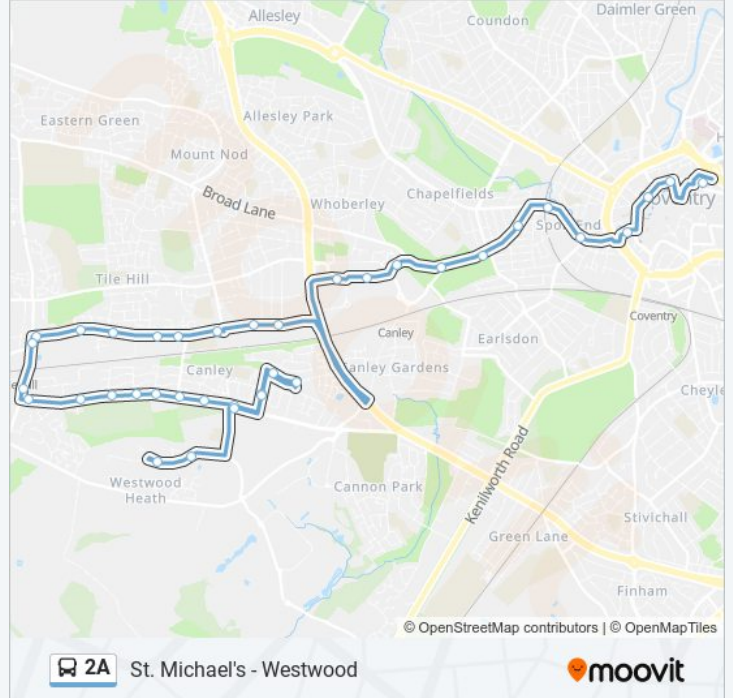 Allesley
Coundon
Daimler Green
Eastern Green
Allesley Park
Mount Nod
Broad Lane
Whoberley
Chapelfields
Spon End
Coventry
Tile Hill
Canley
Earlsdon
Coventry
Canley
Canley Gardens
Cheyle
Westwood
Heath
Cannon Park
Kenilworth Road
Stivichall
Green Lane
Finham
© OpenStreetMap contributors | © OpenMapTiles
2A St. Michael's - Westwood
moovit